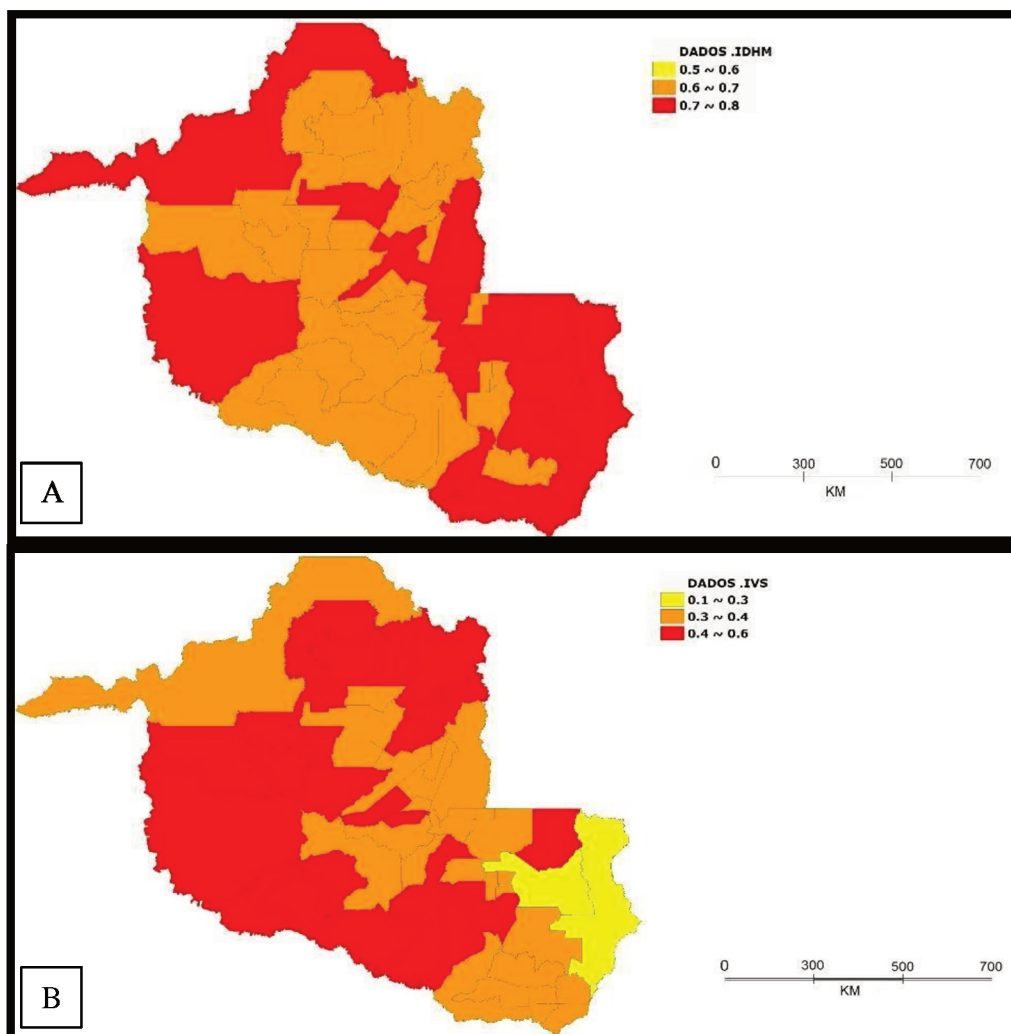 DADOS .IDHM
0.5 ~ 0.6
0.6 ~ 0.7
0.7 ~ 0.8
0 300 400 700
KM
A
DADOS .IVS
0.1 ~ 0.3
0.3 ~ 0.4
0.4 ~ 0.6
0 300 500 700
KM
B